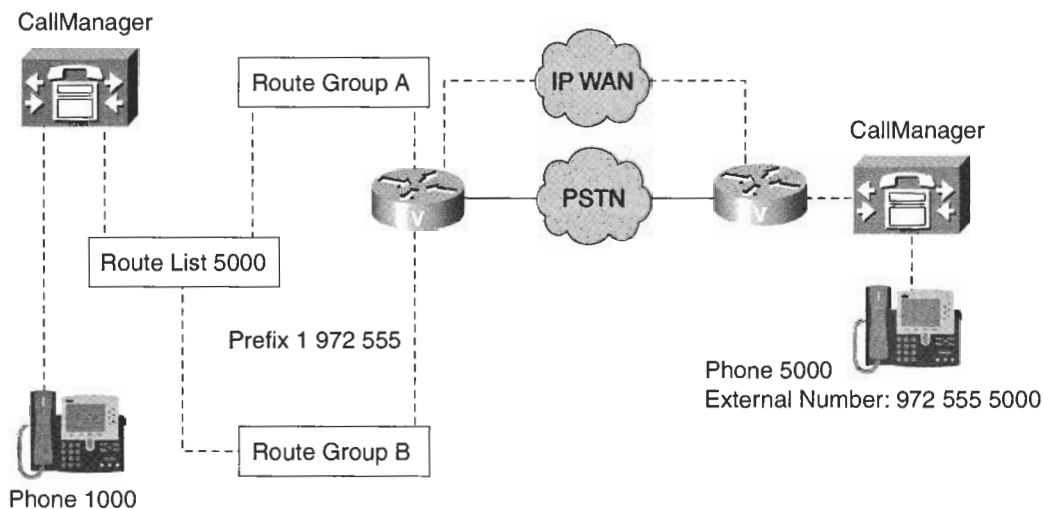 CallManager
Route Group A
IP WAN
CallManager
V
PSTN
V
Route List 5000
Prefix 1 972 555
Phone 5000
External Number: 972 555 5000
Route Group B
Phone 1000